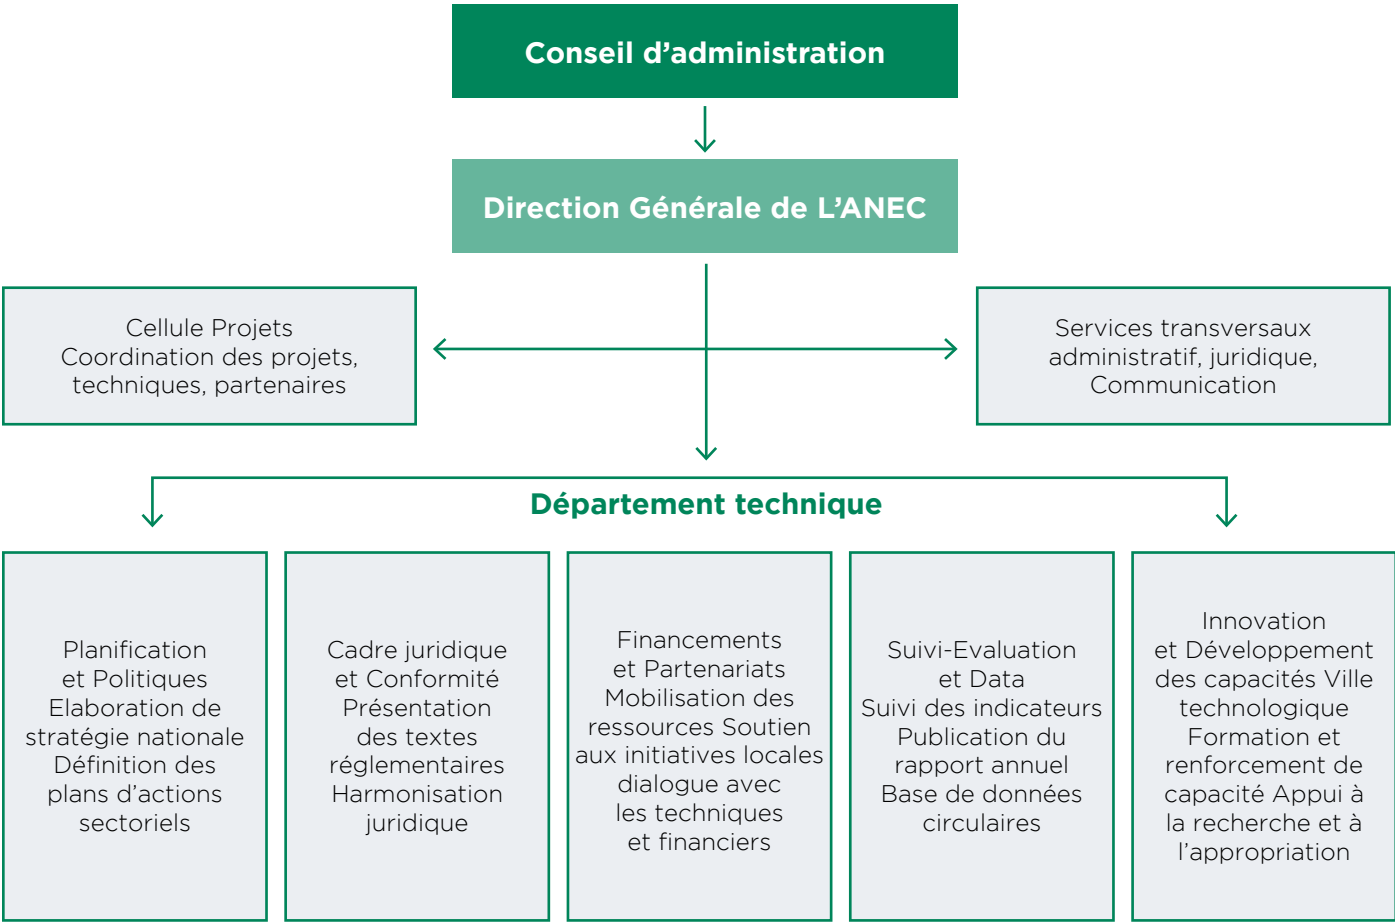 Conseil d’administration
Direction Générale de L’ANEC
Cellule Projets
Coordination des projets,
techniques, partenaires
Services transversaux
administratif, juridique,
Communication
Département technique
Planification
et Politiques
Elaboration de
stratégie nationale
Définition des
plans d’actions
sectoriels
Cadre juridique
et Conformité
Présentation
des textes
réglementaires
Harmonisation
juridique
Financements
et Partenariats
Mobilisation des
ressources Soutien
aux initiatives locales
dialogue avec
les techniques
et financiers
Suivi-Evaluation
et Data
Suivi des indicateurs
Publication du
rapport annuel
Base de données
circulaires
Innovation
et Développement
des capacités Ville
technologique
Formation et
renforcement de
capacité Appui à
la recherche et à
l’appropriation